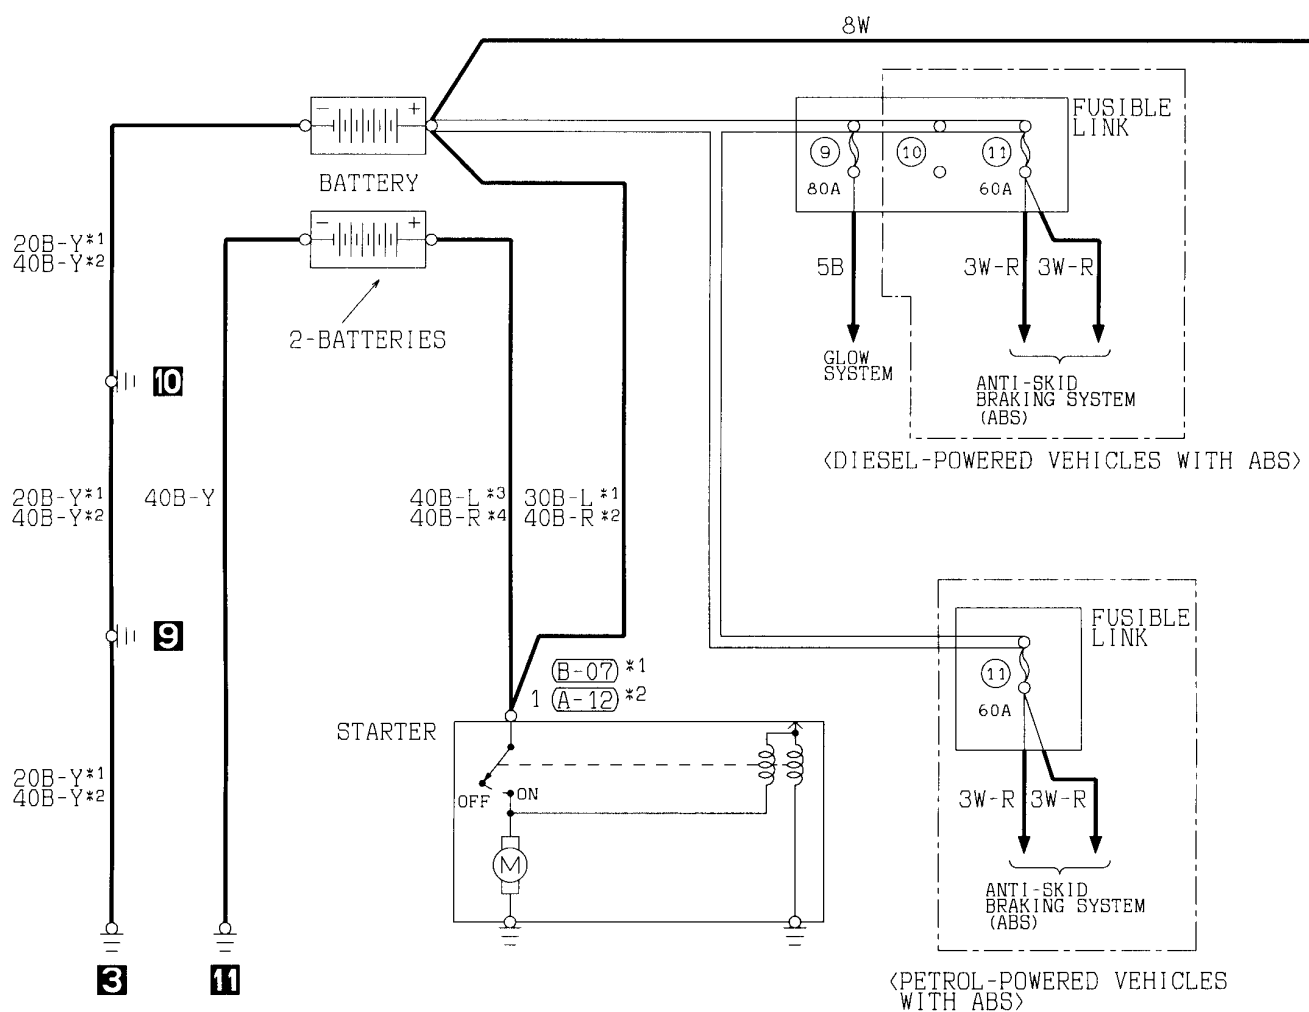 8W
FUSIBLE
LINK
- +
BATTERY
9
10
11
80A
60A
- +
2-BATTERIES
20B-Y*1
40B-Y*2
5B
3W-R
3W-R
GLOW
SYSTEM
ANTI-SKID
BRAKING SYSTEM
(ABS)
10
<DIESEL-POWERED VEHICLES WITH ABS>
20B-Y*1
40B-Y*2
40B-Y
40B-L*3
40B-R*4
30B-L*1
40B-R*2
FUSIBLE
LINK
9
B-07 *1
1 A-12 *2
11
60A
STARTER
20B-Y*1
40B-Y*2
OFF
ON
M
3W-R
3W-R
ANTI-SKID
BRAKING SYSTEM
(ABS)
3
11
<PETROL-POWERED VEHICLES
WITH ABS>